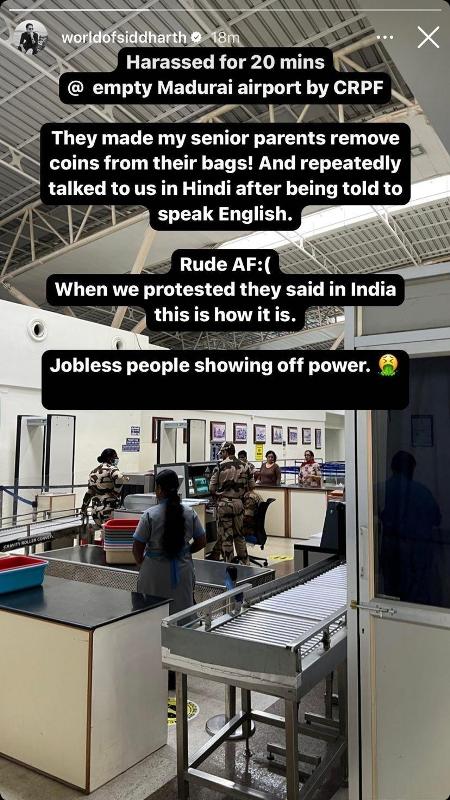 worldofsiddharth 18m
Harassed for 20 mins
@ empty Madurai airport by CRPF
They made my senior parents remove
coins from their bags! And repeatedly
talked to us in Hindi after being told to
speak English.
Rude AF:(
When we protested they said in India
this is how it is.
Jobless people showing off power. 🤮